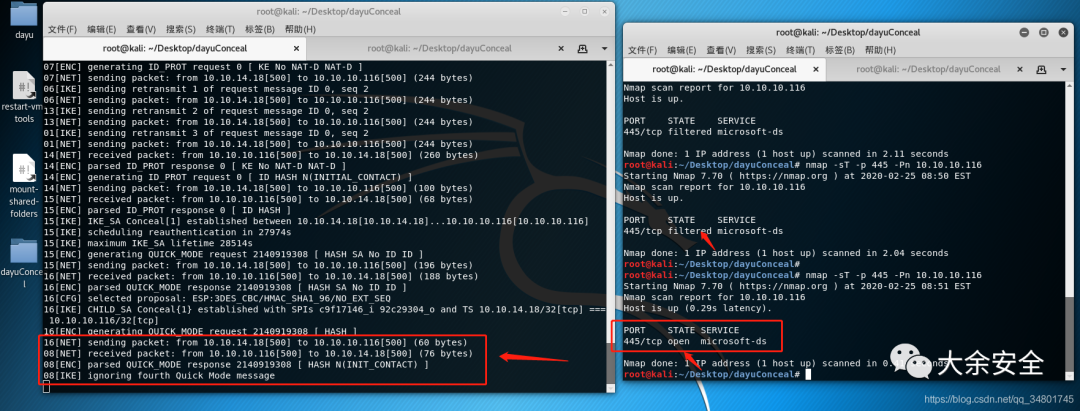 dayu
restart-vm
tools
mount-
shared-
folders
dayuConcea
l
root@kali: ~/Desktop/dayuConceal
文件(F) 编辑(E) 查看(V) 搜索(S) 终端(T) 标签(B) 帮助(H)
root@kali: ~/Desktop/dayuConceal × root@kali: ~/Desktop/dayuConceal ×
07[ENC] generating ID_PROT request 0 [ KE No NAT-D NAT-D ]
07[NET] sending packet: from 10.10.14.18[500] to 10.10.10.116[500] (244 bytes)
06[IKE] sending retransmit 1 of request message ID 0, seq 2
06[NET] sending packet: from 10.10.14.18[500] to 10.10.10.116[500] (244 bytes)
13[IKE] sending retransmit 2 of request message ID 0, seq 2
13[NET] sending packet: from 10.10.14.18[500] to 10.10.10.116[500] (244 bytes)
01[IKE] sending retransmit 3 of request message ID 0, seq 2
01[NET] sending packet: from 10.10.14.18[500] to 10.10.10.116[500] (244 bytes)
14[NET] received packet: from 10.10.10.116[500] to 10.10.14.18[500] (260 bytes)
14[ENC] parsed ID_PROT response 0 [ KE No NAT-D NAT-D ]
14[ENC] generating ID_PROT request 0 [ ID HASH N(INITIAL_CONTACT) ]
14[NET] sending packet: from 10.10.14.18[500] to 10.10.10.116[500] (100 bytes)
15[NET] received packet: from 10.10.10.116[500] to 10.10.14.18[500] (68 bytes)
15[ENC] parsed ID_PROT response 0 [ ID HASH ]
15[IKE] IKE_SA Conceal[1] established between 10.10.14.18[10.10.14.18]...10.10.10.116[10.10.10.116]
15[IKE] scheduling reauthentication in 27974s
15[IKE] maximum IKE_SA lifetime 28514s
15[ENC] generating QUICK_MODE request 2140919308 [ HASH SA No ID ID ]
15[NET] sending packet: from 10.10.14.18[500] to 10.10.10.116[500] (196 bytes)
16[NET] received packet: from 10.10.10.116[500] to 10.10.14.18[500] (188 bytes)
16[ENC] parsed QUICK_MODE response 2140919308 [ HASH SA No ID ID ]
16[CFG] selected proposal: ESP:3DES_CBC/HMAC_SHA1_96/NO_EXT_SEQ
16[IKE] CHILD_SA Conceal{1} established with SPIs c9f17146_i 92c29304_o and TS 10.10.14.18/32[tcp] ===
10.10.10.116/32[tcp]
16[ENC] generating QUICK_MODE request 2140919308 [ HASH ]
16[NET] sending packet: from 10.10.14.18[500] to 10.10.10.116[500] (60 bytes)
08[NET] received packet: from 10.10.10.116[500] to 10.10.14.18[500] (76 bytes)
08[ENC] parsed QUICK_MODE response 2140919308 [ HASH N(INIT_CONTACT) ]
08[IKE] ignoring fourth Quick Mode message
root@kali: ~/Desktop/dayuConceal
文件(F) 编辑(E) 查看(V) 搜索(S) 终端(T) 标签(B) 帮助(H)
root@kali: ~/Desktop/dayuConceal × root@kali: ~/Desktop/dayuConceal ×
Nmap scan report for 10.10.10.116
Host is up.
PORT STATE SERVICE
445/tcp filtered microsoft-ds
Nmap done: 1 IP address (1 host up) scanned in 2.11 seconds
root@kali:~/Desktop/dayuConceal# nmap -sT -p 445 -Pn 10.10.10.116
Starting Nmap 7.70 ( https://nmap.org ) at 2020-02-25 08:50 EST
Nmap scan report for 10.10.10.116
Host is up.
PORT STATE SERVICE
445/tcp filtered microsoft-ds
Nmap done: 1 IP address (1 host up) scanned in 2.04 seconds
root@kali:~/Desktop/dayuConceal#
root@kali:~/Desktop/dayuConceal# nmap -sT -p 445 -Pn 10.10.10.116
Starting Nmap 7.70 ( https://nmap.org ) at 2020-02-25 08:51 EST
Nmap scan report for 10.10.10.116
Host is up (0.29s latency).
PORT STATE SERVICE
445/tcp open microsoft-ds
Nmap done: 1 IP address (1 host up) scanned in
root@kali:~/Desktop/dayuConceal#
大余安全
https://blog.csdn.net/qq_34801745